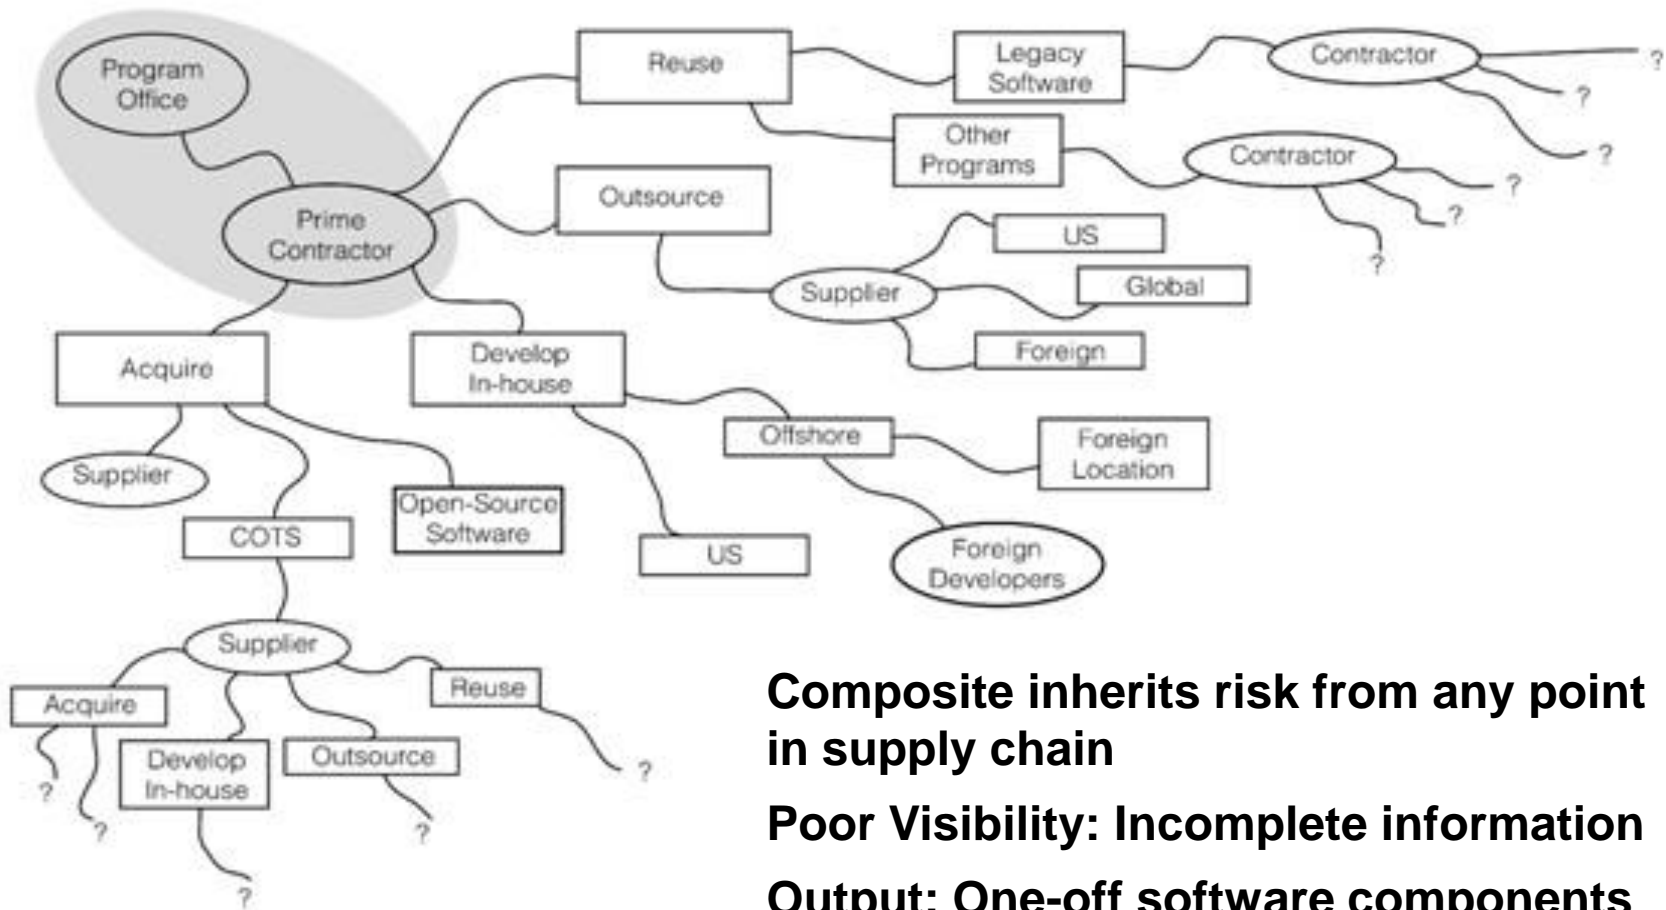 Program
Office
Prime
Contractor
Reuse
Legacy
Software
Contractor
?
?
?
Other
Programs
Contractor
?
?
?
Outsource
Supplier
US
Global
Foreign
Acquire
Supplier
COTS
Open-Source
Software
Develop
In-house
Offshore
Foreign
Location
Foreign
Developers
US
Supplier
Acquire
?
?
Develop
In-house
?
Outsource
?
Reuse
?
Composite inherits risk from any point
in supply chain
Poor Visibility: Incomplete information
Output: One-off software components